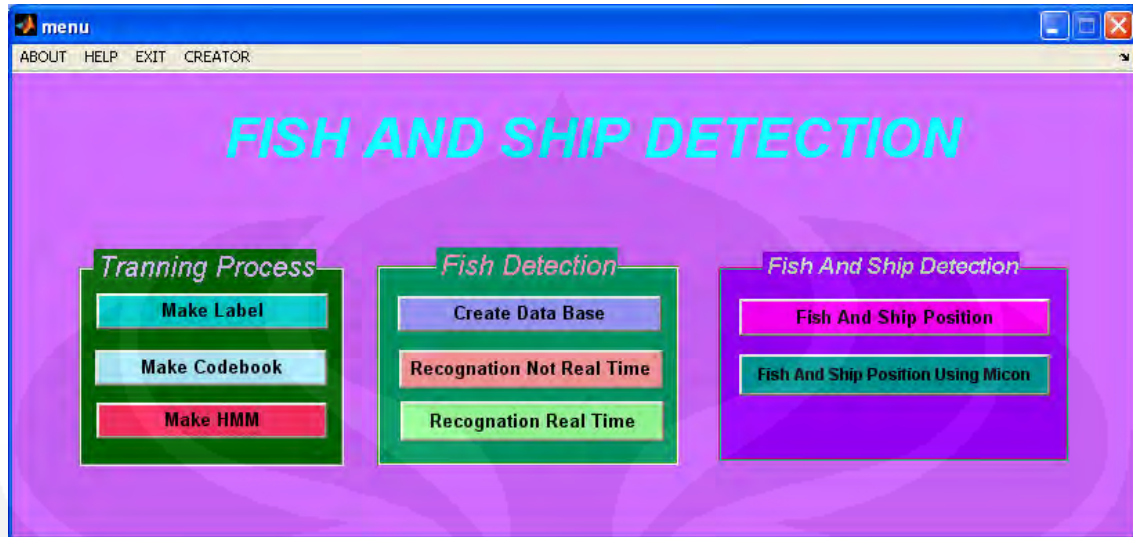 menu
ABOUT HELP EXIT CREATOR
FISH AND SHIP DETECTION
Tranning Process
Make Label
Make Codebook
Make HMM
Fish Detection
Create Data Base
Recognation Not Real Time
Recognation Real Time
Fish And Ship Detection
Fish And Ship Position
Fish And Ship Position Using Micon